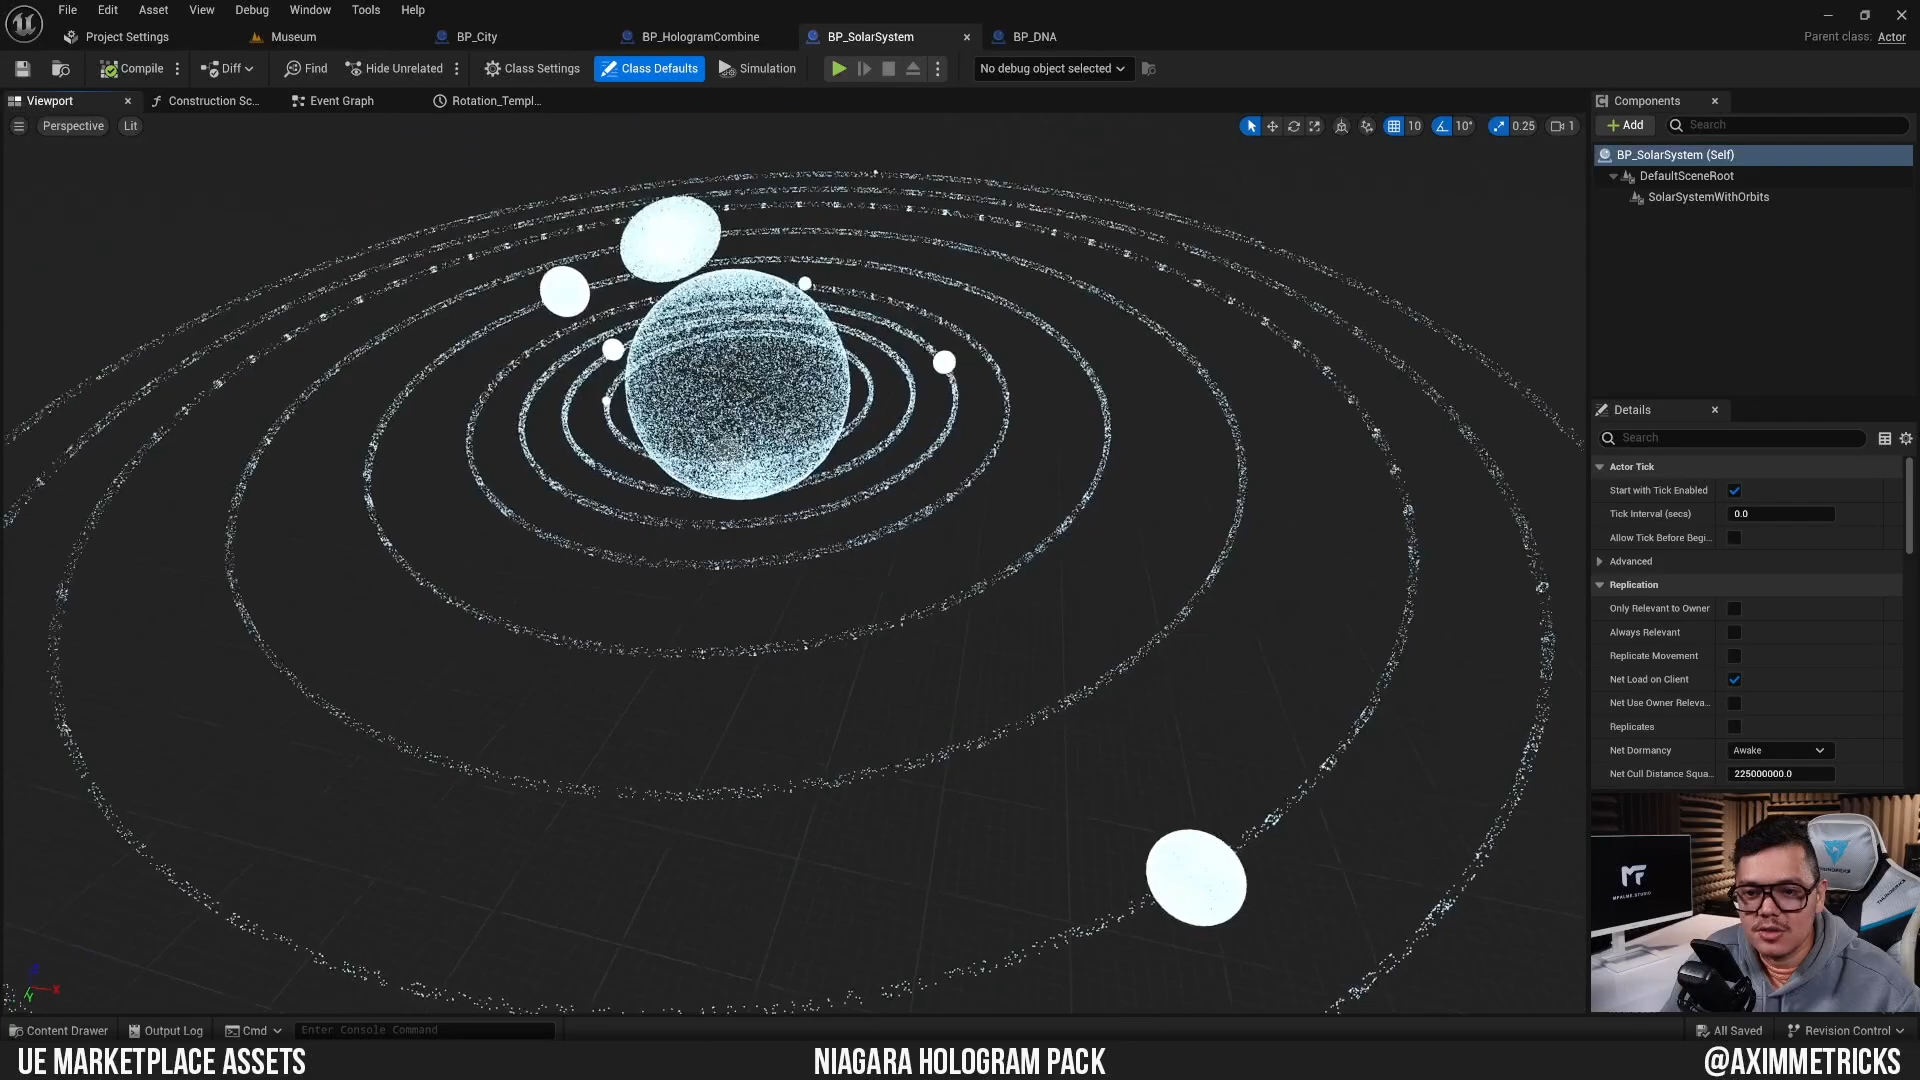 File Edit Asset View Debug Window Tools Help
Project Settings Museum BP_City BP_HologramCombine BP_SolarSystem BP_DNA Parent class: Actor
Compile Diff Find Hide Unrelated Class Settings Class Defaults Simulation No debug object selected
Viewport Construction Sc... Event Graph Rotation_Templ... Components
Perspective Lit 10 10° 0.25 1 Add Search
BP_SolarSystem (Self)
DefaultSceneRoot
SolarSystemWithOrbits
Details
Search
Actor Tick
Start with Tick Enabled
Tick Interval (secs) 0.0
Allow Tick Before Begi...
Advanced
Replication
Only Relevant to Owner
Always Relevant
Replicate Movement
Net Load on Client
Net Use Owner Releva...
Replicates
Net Dormancy Awake
Net Cull Distance Squa... 225000000.0
MPALME.STUDIO
THUNDERX3
Z
X
Y
Content Drawer Output Log Cmd Enter Console Command All Saved Revision Control
UE MARKETPLACE ASSETS NIAGARA HOLOGRAM PACK @AXIMMETRICKS